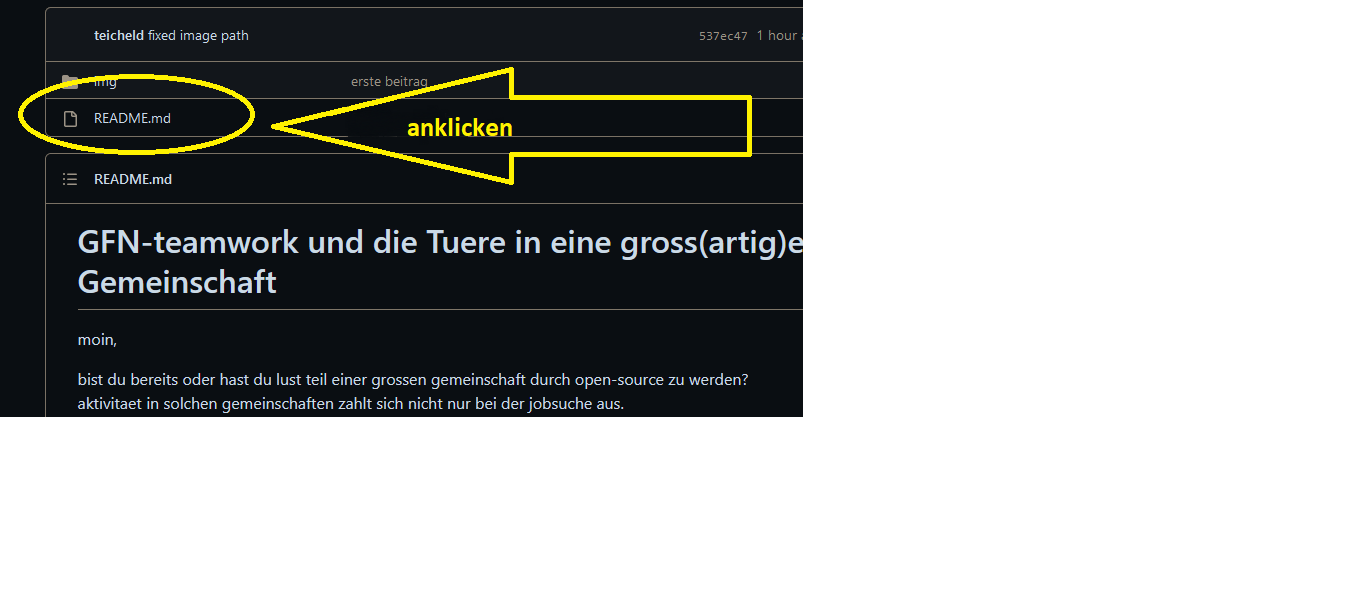 teicheld fixed image path 537ec47 1 hour
img erste beitrag
README.md
anklicken
README.md
GFN-teamwork und die Tuere in eine gross(artig)e
Gemeinschaft
moin,
bist du bereits oder hast du lust teil einer grossen gemeinschaft durch open-source zu werden?
aktivitaet in solchen gemeinschaften zahlt sich nicht nur bei der jobsuche aus.